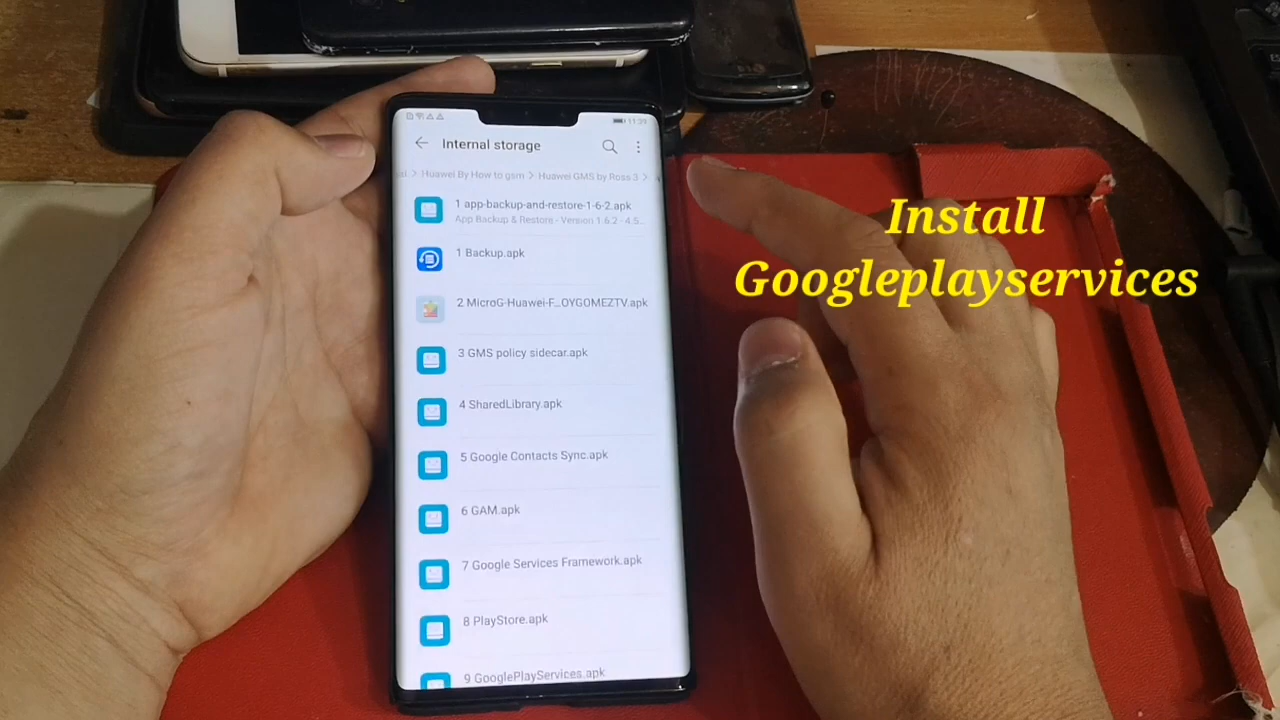 11:29
Internal storage
Huawei By How to gsm > Huawei GMS by Ross 3 >
1 app-backup-and-restore-1-6-2.apk
App Backup & Restore - Version 1.6.2 - 4.5...
1 Backup.apk
2 MicroG-Huawei-F...OYGOMEZTV.apk
3 GMS policy sidecar.apk
4 SharedLibrary.apk
5 Google Contacts Sync.apk
6 GAM.apk
7 Google Services Framework.apk
8 PlayStore.apk
9 GooglePlayServices.apk
Install
Googleplayservices